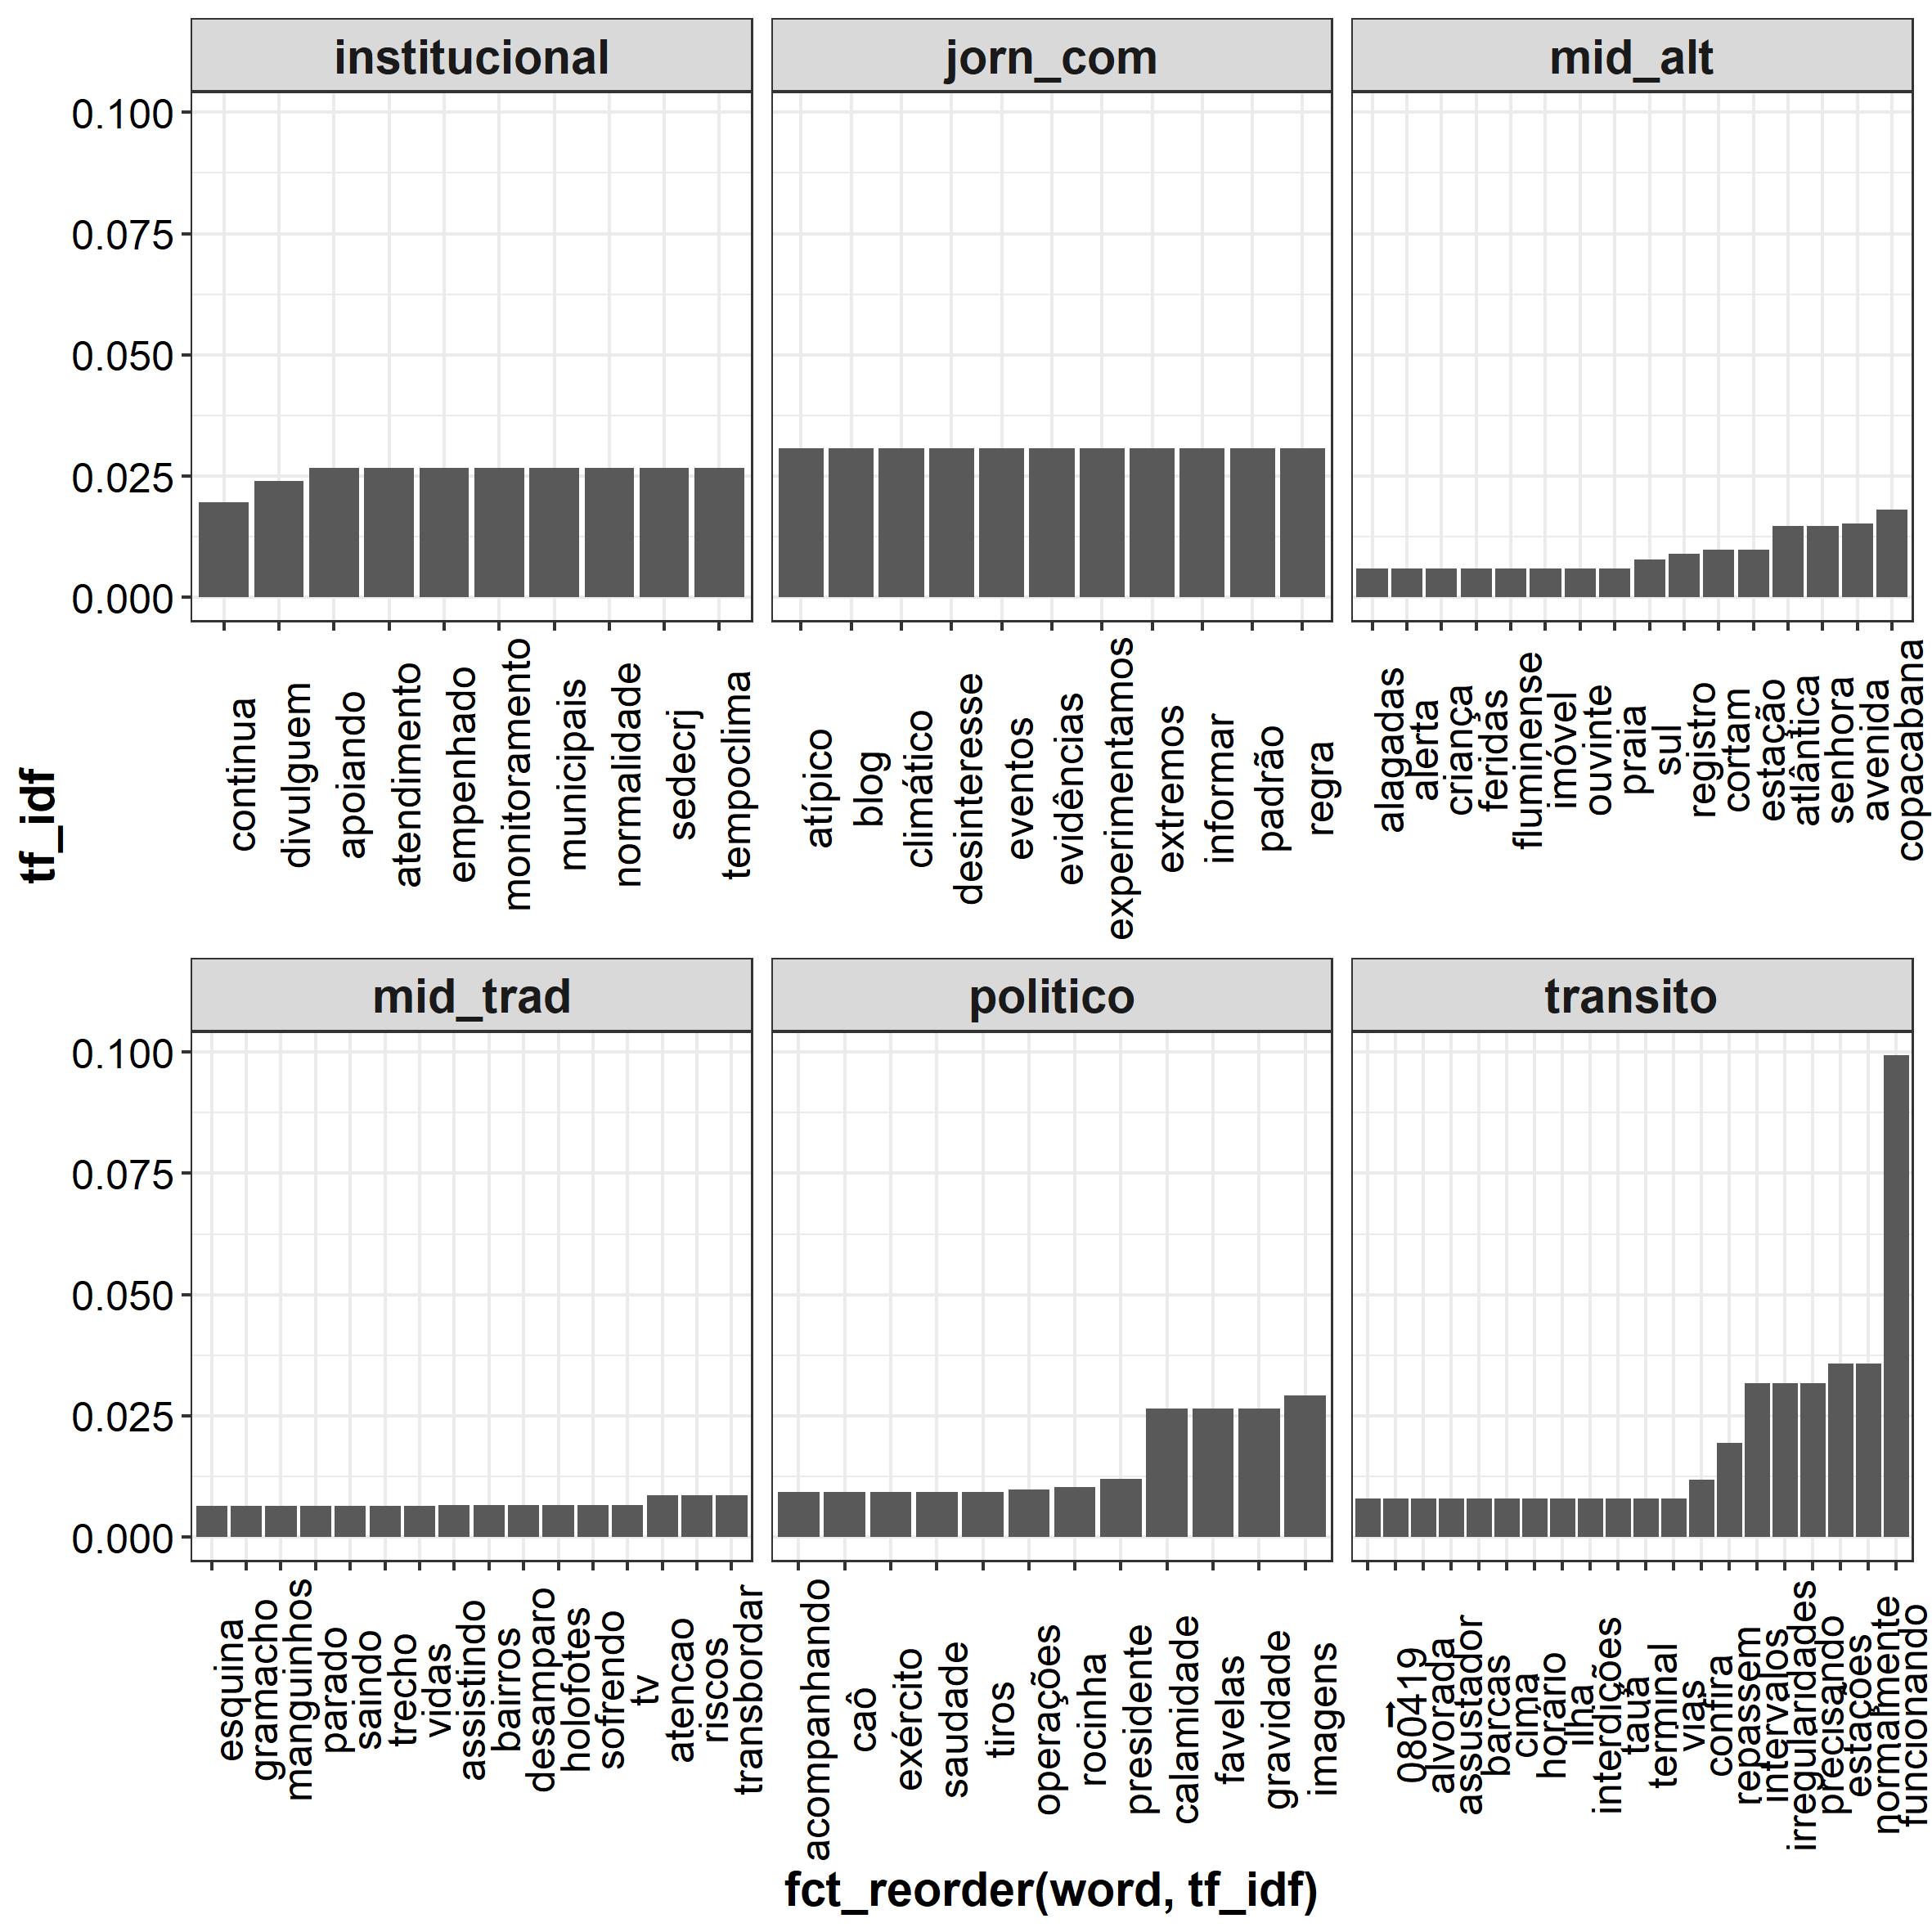 institucional
jorn_com
mid_alt
0.100
0.075
0.050
0.025
0.000
continua
divulguem
apoiando
atendimento
empenhado
monitoramento
municipais
normalidade
sedecrj
tempoclima
atípico
blog
climático
desinteresse
eventos
evidências
experimentamos
extremos
informar
padrão
regra
alagadas
alerta
criança
feridas
fluminense
imóvel
ouvinte
praia
sul
registro
cortam
estação
atlântica
senhora
avenida
copacabana
tf_idf
mid_trad
politico
transito
0.100
0.075
0.050
0.025
0.000
esquina
gramacho
manguinhos
parado
saindo
trecho
vidas
assistindo
bairros
desamparo
holofotes
sofrendo
tv
atencao
riscos
transbordar
acompanhando
caô
exército
saudade
tiros
operações
rocinha
presidente
calamidade
favelas
gravidade
imagens
→
080419
alvorada
assustador
barcas
cima
horário
ilha
interdições
tauá
terminal
vias
confira
repassem
intervalos
irregularidades
precisando
estações
normalmente
funcionando
fct_reorder(word, tf_idf)